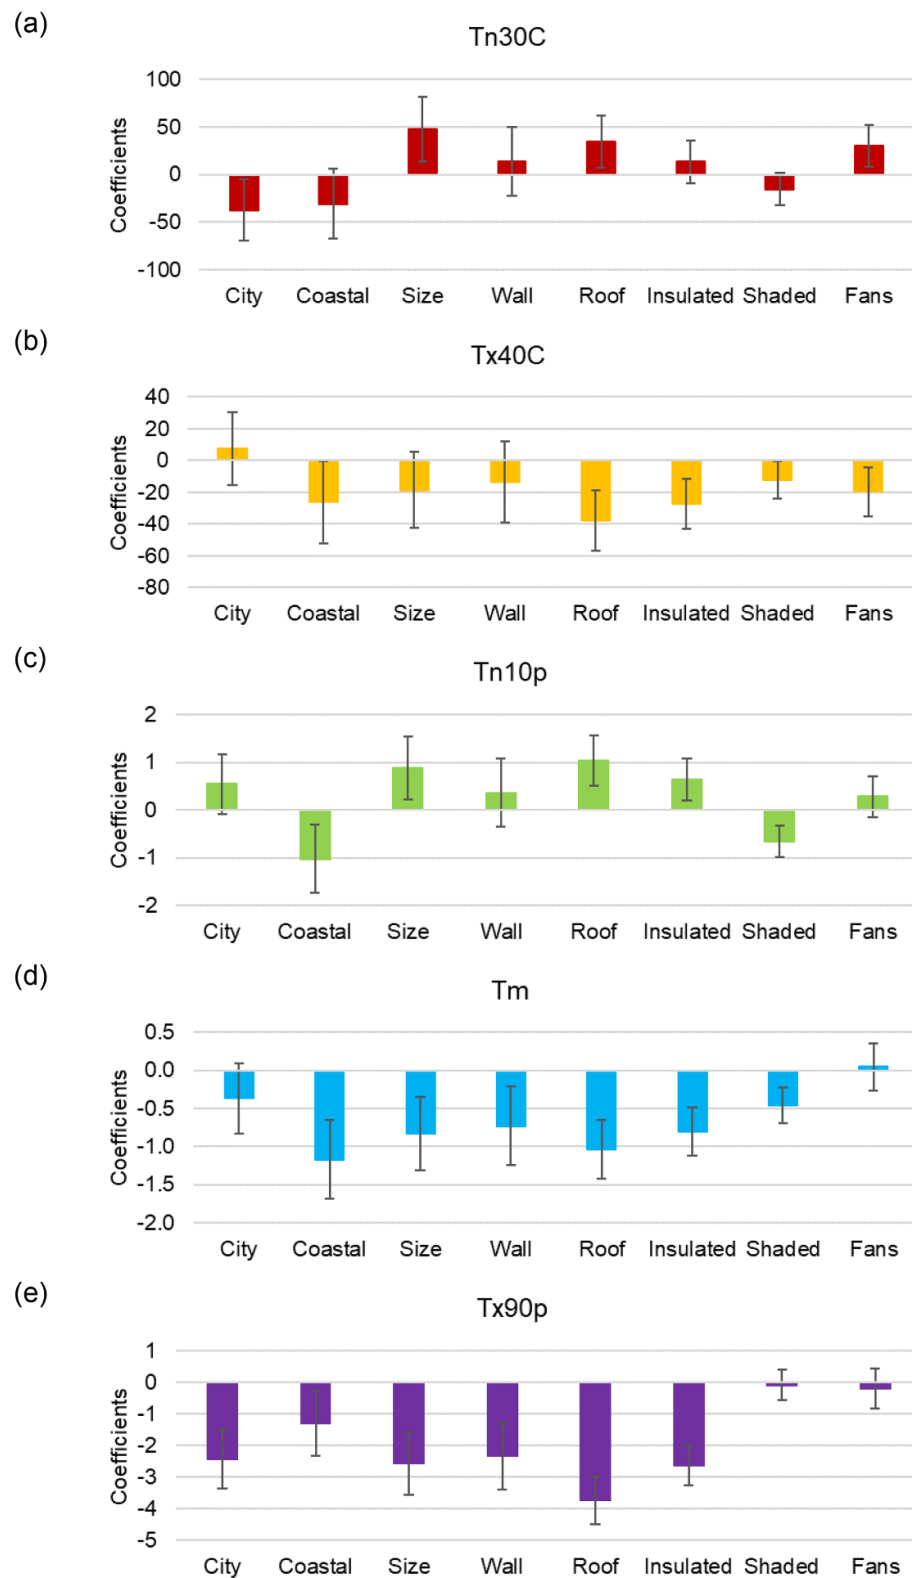 (a)
Tn30C
Coefficients
100
50
0
-50
-100
City Coastal Size Wall Roof Insulated Shaded Fans
(b)
Tx40C
Coefficients
40
20
0
-20
-40
-60
-80
City Coastal Size Wall Roof Insulated Shaded Fans
(c)
Tn10p
Coefficients
2
1
0
-1
-2
City Coastal Size Wall Roof Insulated Shaded Fans
(d)
Tm
Coefficients
0.5
0.0
-0.5
-1.0
-1.5
-2.0
City Coastal Size Wall Roof Insulated Shaded Fans
(e)
Tx90p
Coefficients
1
0
-1
-2
-3
-4
-5
City Coastal Size Wall Roof Insulated Shaded Fans